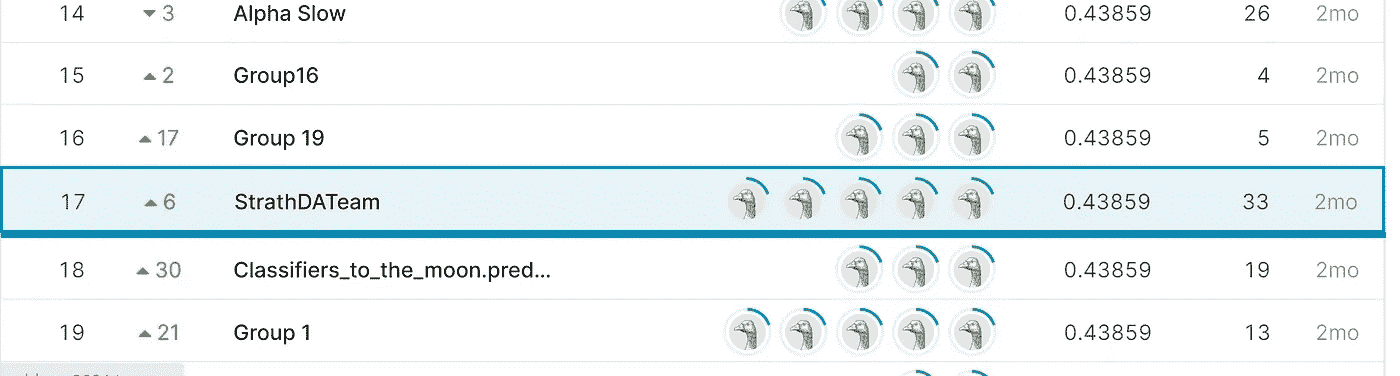 14 ▼ 3 Alpha Slow 0.43859 26 2mo
15 ▲ 2 Group16 0.43859 4 2mo
16 ▲ 17 Group 19 0.43859 5 2mo
17 ▲ 6 StrathDATeam 0.43859 33 2mo
18 ▲ 30 Classifiers_to_the_moon.pred... 0.43859 19 2mo
19 ▲ 21 Group 1 0.43859 13 2mo